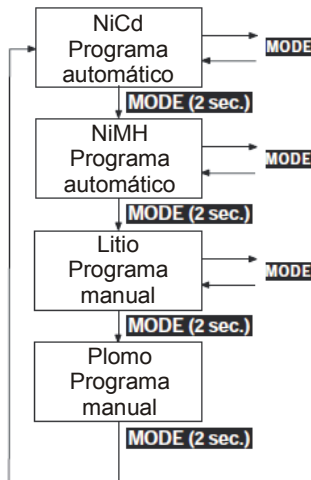 NiCd
Programa
automático
MODE
MODE (2 sec.)
NiMH
Programa
automático
MODE
MODE (2 sec.)
Litio
Programa
manual
MODE
MODE (2 sec.)
Plomo
Programa
manual
MODE (2 sec.)